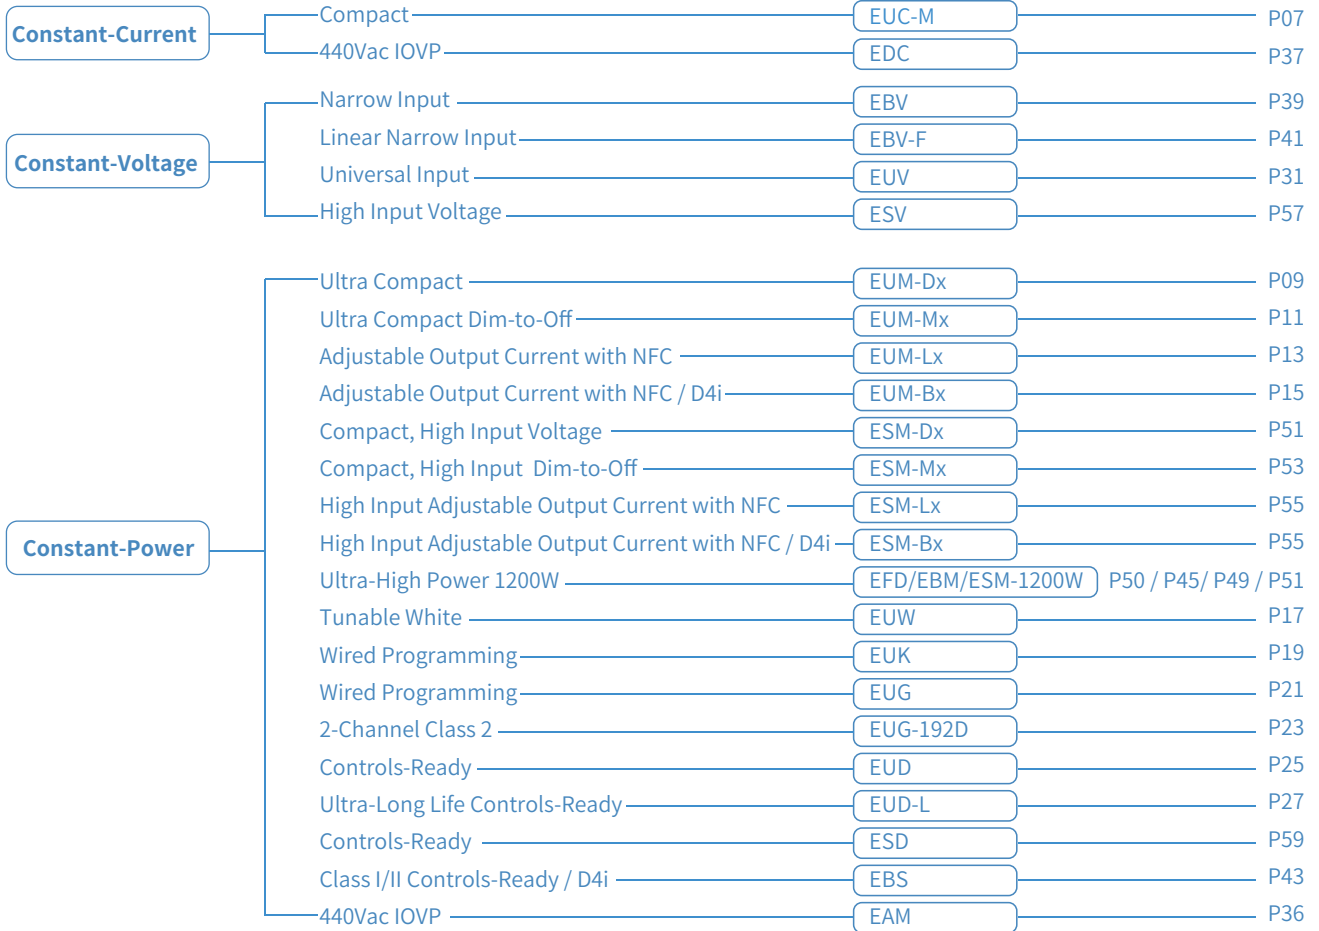 Constant-Current
Compact EUC-M P07
440Vac IOVP EDC P37
Constant-Voltage
Narrow Input EBV P39
Linear Narrow Input EBV-F P41
Universal Input EUV P31
High Input Voltage ESV P57
Constant-Power
Ultra Compact EUM-Dx P09
Ultra Compact Dim-to-Off EUM-Mx P11
Adjustable Output Current with NFC EUM-Lx P13
Adjustable Output Current with NFC / D4i EUM-Bx P15
Compact, High Input Voltage ESM-Dx P51
Compact, High Input Dim-to-Off ESM-Mx P53
High Input Adjustable Output Current with NFC ESM-Lx P55
High Input Adjustable Output Current with NFC / D4i ESM-Bx P55
Ultra-High Power 1200W EFD/EBM/ESM-1200W P50 / P45/ P49 / P51
Tunable White EUW P17
Wired Programming EUK P19
Wired Programming EUG P21
2-Channel Class 2 EUG-192D P23
Controls-Ready EUD P25
Ultra-Long Life Controls-Ready EUD-L P27
Controls-Ready ESD P59
Class I/II Controls-Ready / D4i EBS P43
440Vac IOVP EAM P36